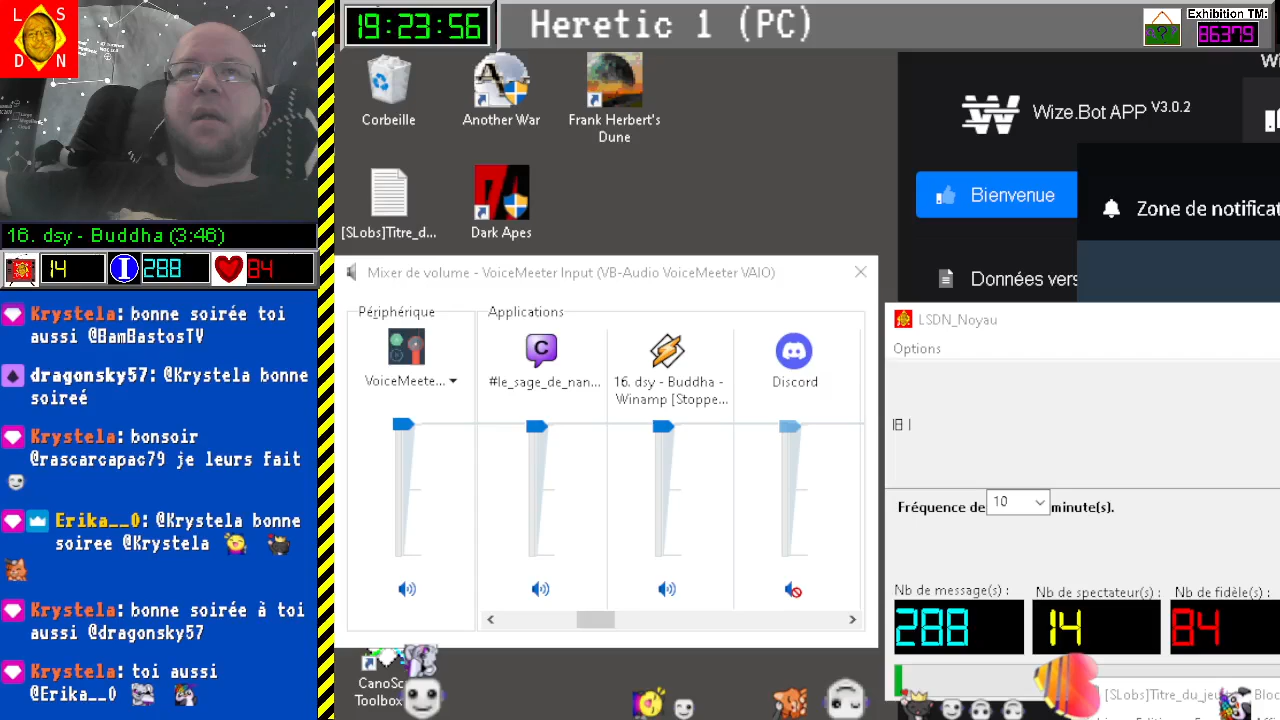 L S
D N
19:23:56
Heretic 1 (PC)
Exhibition TM:
86379
Corbeille
Another War
Frank Herbert's
Dune
[SLobs]Titre_d...
Dark Apes
Wize.Bot APP V3.0.2
Bienvenue
Zone de notificat
Données vers
16. dsy - Buddha (3:46)
14
288
84
Krystela: bonne soirée toi
aussi @BamBastosTV
dragonsky57: @Krystela bonne
soireé
Krystela: bonsoir
@rascarcapac79 je leurs fait
Erika__O: @Krystela bonne
soiree @Krystela
Krystela: bonne soirée à toi
aussi @dragonsky57
Krystela: toi aussi
@Erika__O
Mixer de volume - VoiceMeeter Input (VB-Audio VoiceMeeter VAIO)
Périphérique
Applications
VoiceMeete...
#le_sage_de_nan...
16. dsy - Buddha -
Winamp [Stoppe...
Discord
CanoSc
Toolbox
LSDN_Noyau
Options
Fréquence de 10 minute(s).
Nb de message(s) :
Nb de spectateur(s) :
Nb de fidèle(s) :
288
14
84
[SLobs]Titre_du_jeu
Bloc